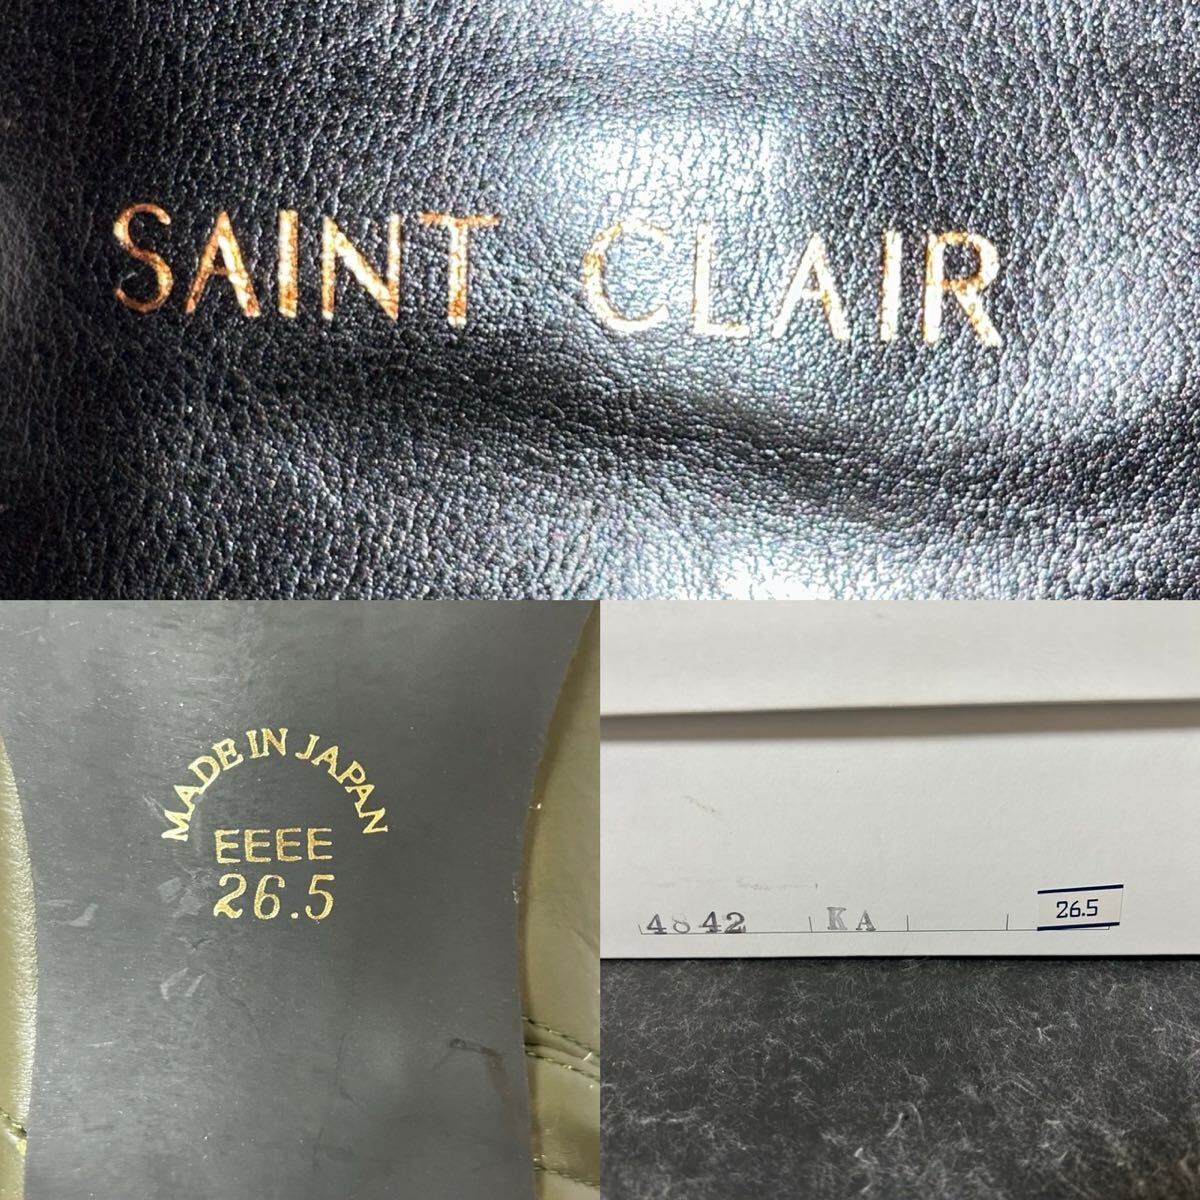 SAINT CLAIR
MADE IN JAPAN
EEEE
26.5
4842 KA 26.5